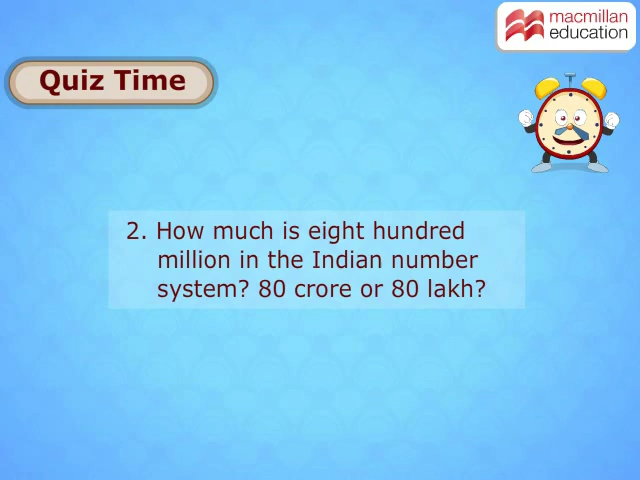 macmillan
education
Quiz Time
2. How much is eight hundred
million in the Indian number
system? 80 crore or 80 lakh?